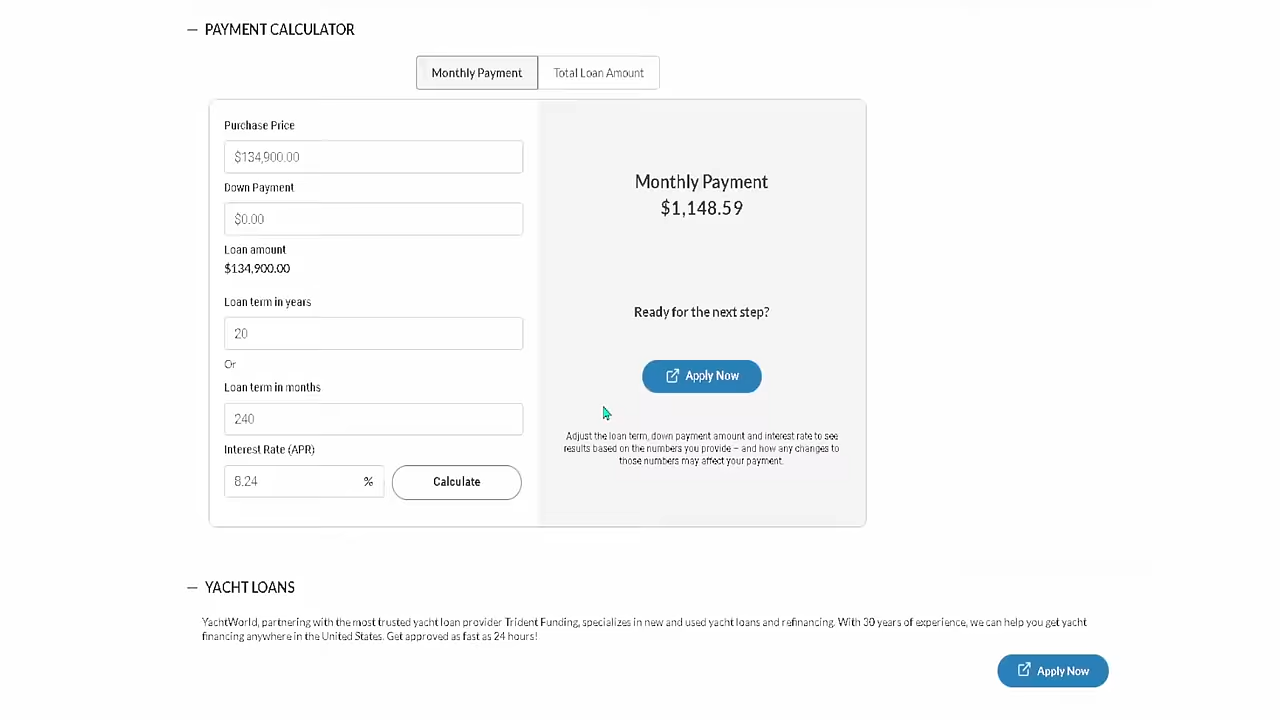 PAYMENT CALCULATOR
Monthly Payment
Total Loan Amount
Purchase Price
$134,900.00
Down Payment
$0.00
Loan amount
$134,900.00
Loan term in years
20
Or
Loan term in months
240
Interest Rate (APR)
8.24
%
Calculate
Monthly Payment
$1,148.59
Ready for the next step?
Apply Now
Adjust the loan term, down payment amount and interest rate to see
results based on the numbers you provide – and how any changes to
those numbers may affect your payment.
YACHT LOANS
YachtWorld, partnering with the most trusted yacht loan provider Trident Funding, specializes in new and used yacht loans and refinancing. With 30 years of experience, we can help you get yacht
financing anywhere in the United States. Get approved as fast as 24 hours!
Apply Now